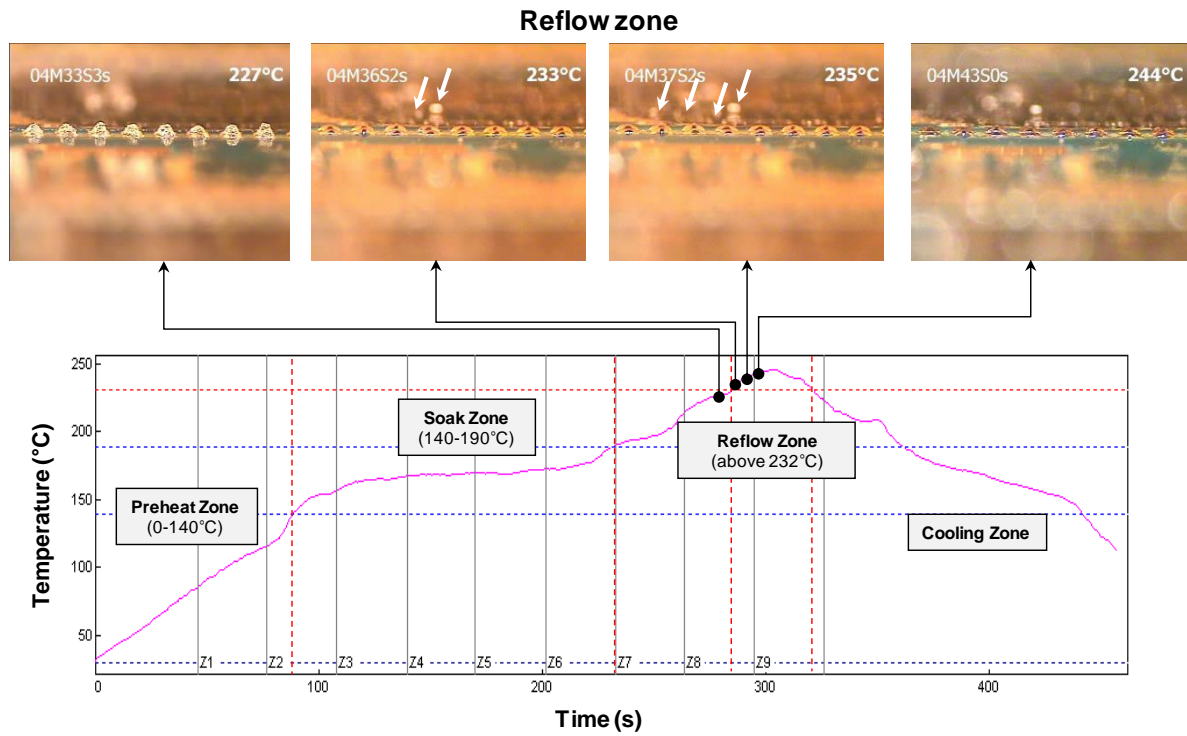 Reflow zone
04M33S3s 227°C
04M36S2s 233°C
04M37S2s 235°C
04M43S0s 244°C
Temperature (°C)
250
200
150
100
50
Soak Zone
(140-190°C)
Reflow Zone
(above 232°C)
Preheat Zone
(0-140°C)
Cooling Zone
Z1 Z2 Z3 Z4 Z5 Z6 Z7 Z8 Z9
0 100 200 300 400
Time (s)